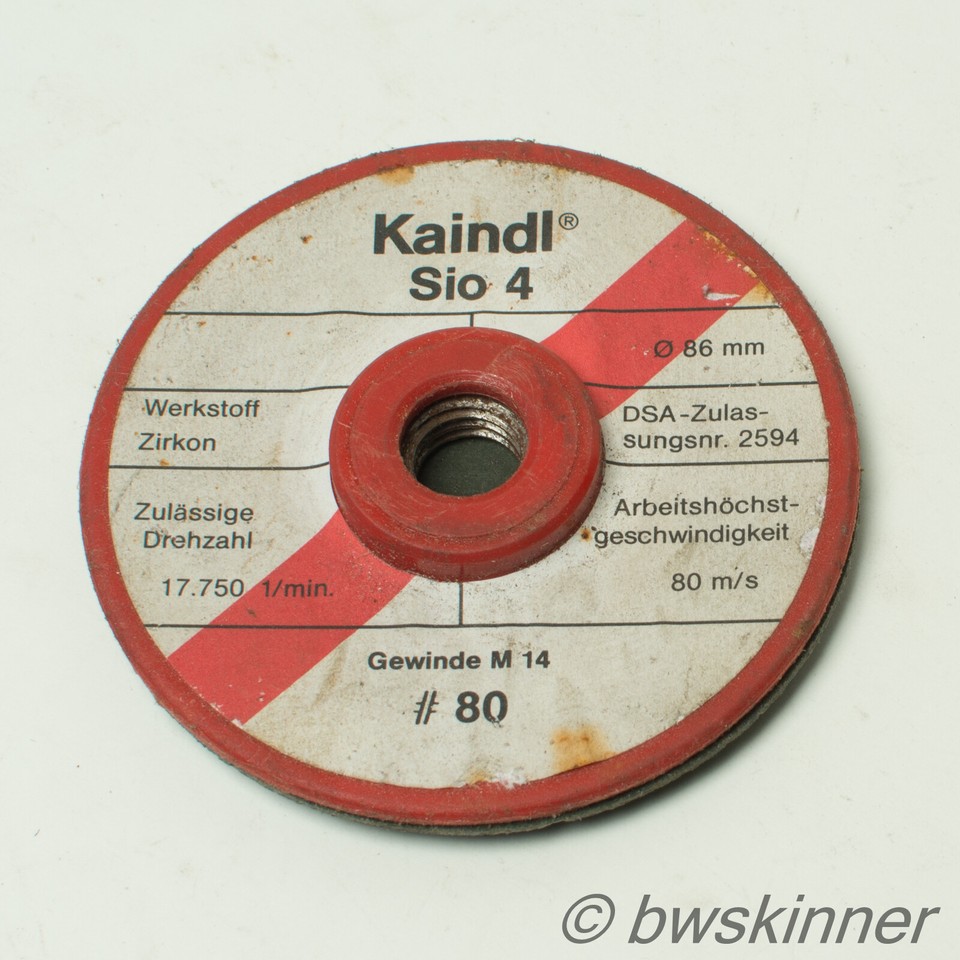 Kaindl®
Sio 4
Ø 86 mm
Werkstoff
Zirkon
DSA-Zulas-
sungsnr. 2594
Zulässige
Drehzahl
17.750 1/min.
Arbeitshöchst-
geschwindigkeit
80 m/s
Gewinde M 14
# 80
© bwskinner